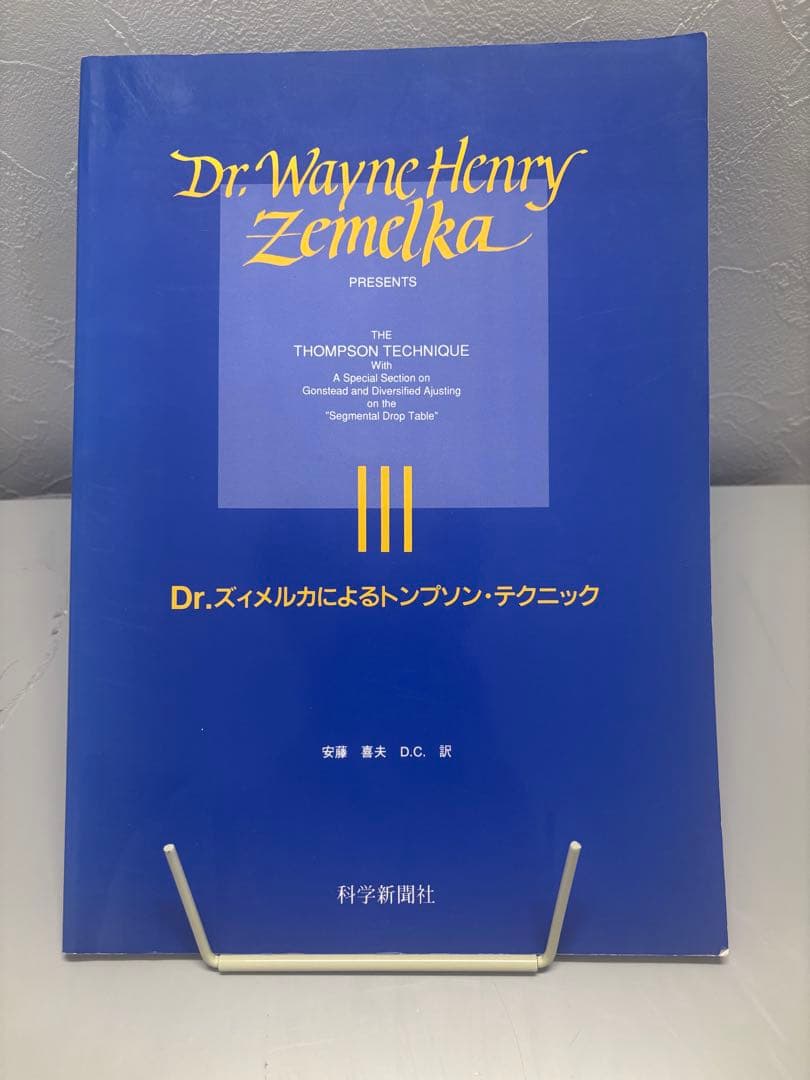 Dr. Wayne Henry
Zemelka
PRESENTS
THE
THOMPSON TECHNIQUE
With
A Special Section on
Gonstead and Diversified Ajusting
on the
"Segmental Drop Table"
Dr.ズィメルカによるトンプソン・テクニック
安藤 喜夫 D.C. 訳
科学新聞社